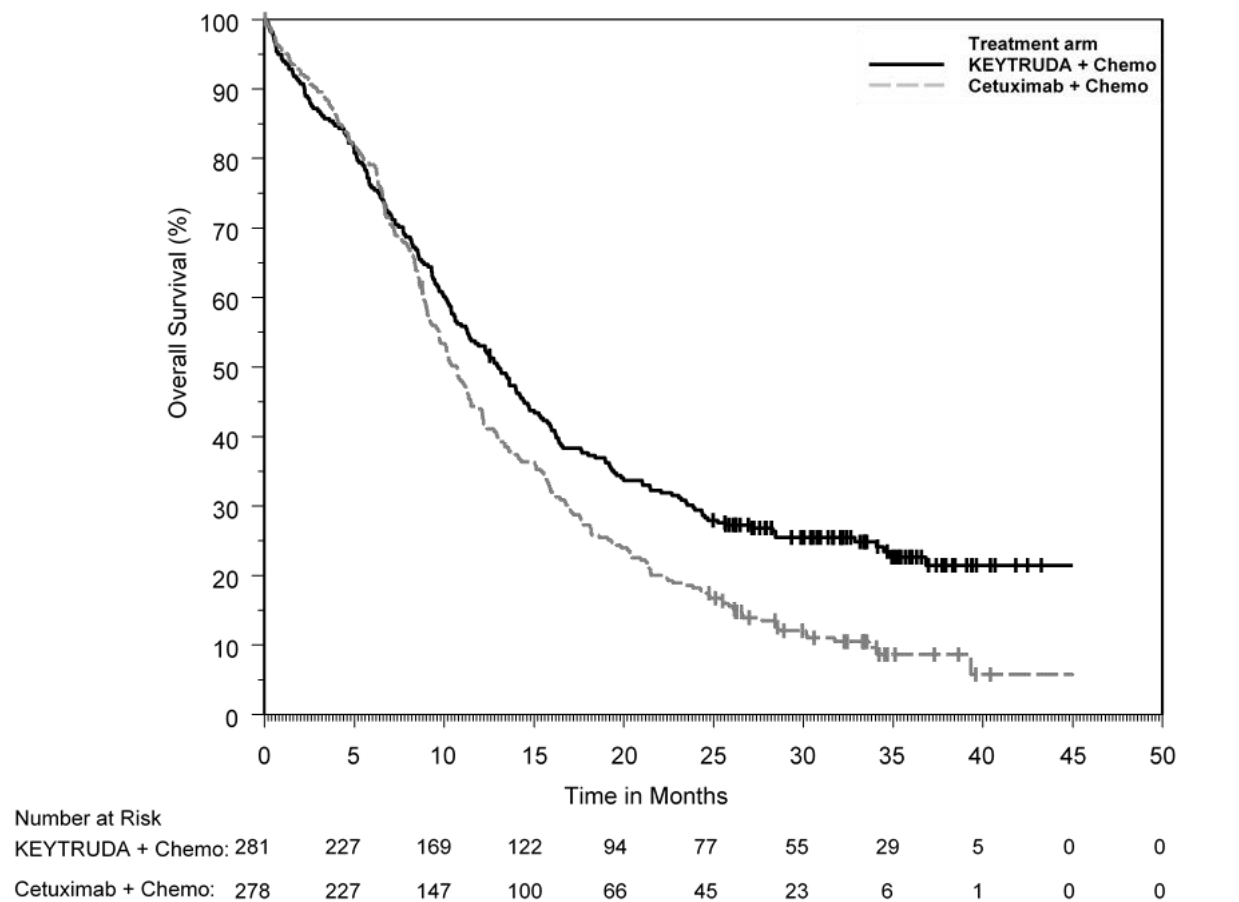 Treatment arm
KEYTRUDA + Chemo
Cetuximab + Chemo
Overall Survival (%)
100
90
80
70
60
50
40
30
20
10
0
0 5 10 15 20 25 30 35 40 45 50
Time in Months
Number at Risk
KEYTRUDA + Chemo: 281 227 169 122 94 77 55 29 5 0 0
Cetuximab + Chemo: 278 227 147 100 66 45 23 6 1 0 0